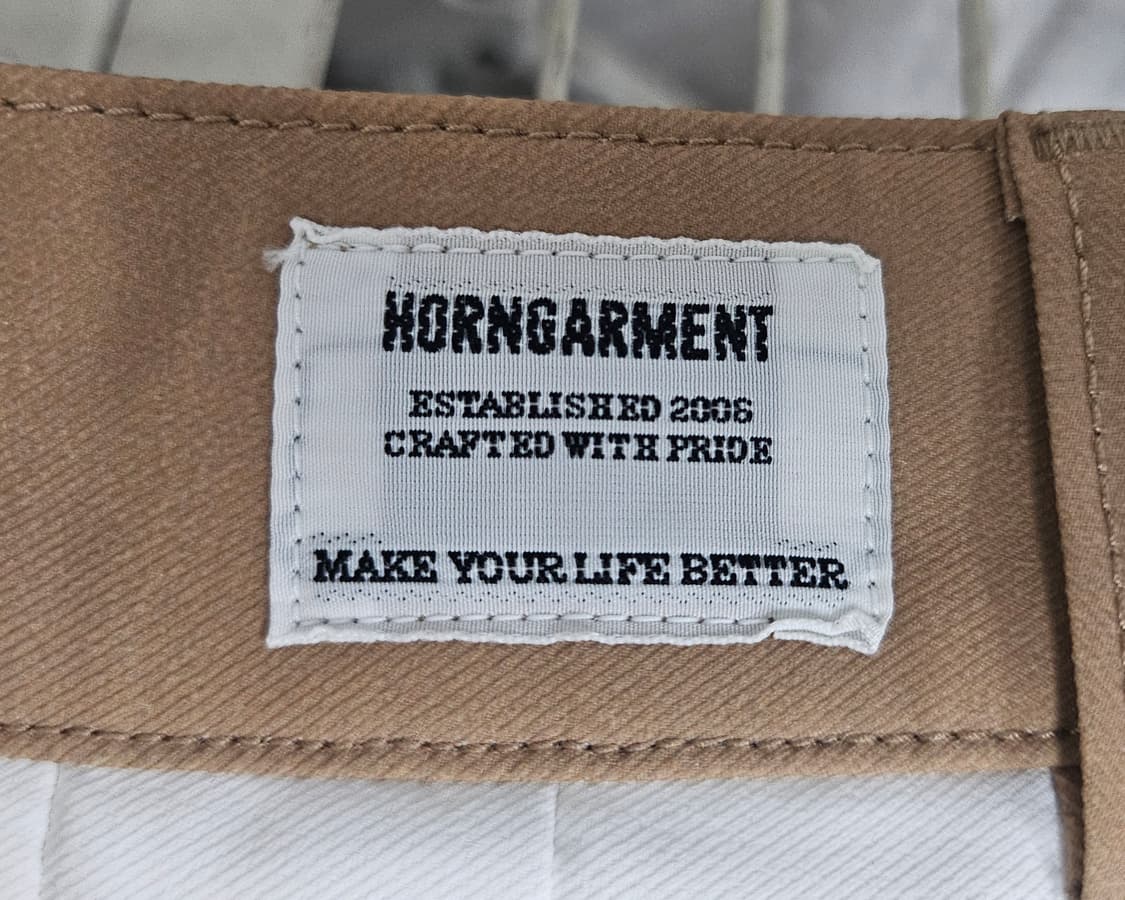 HORNGARMENT
ESTABLISHED 2006
CRAFTED WITH PRIDE
MAKE YOUR LIFE BETTER